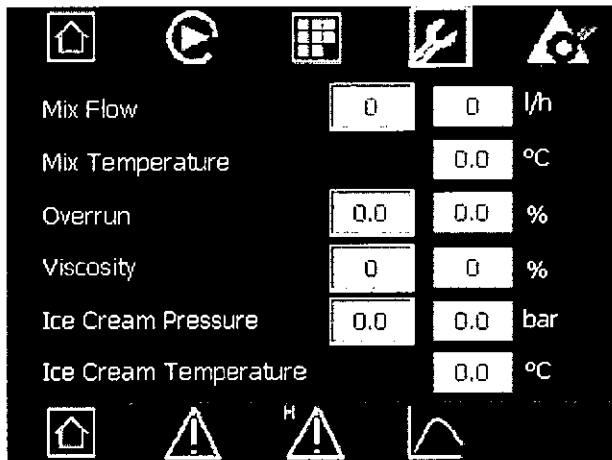 Mix Flow 0 0 l/h
Mix Temperature 0.0 °C
Overrun 0.0 0.0 %
Viscosity 0 0 %
Ice Cream Pressure 0.0 0.0 bar
Ice Cream Temperature 0.0 °C
H